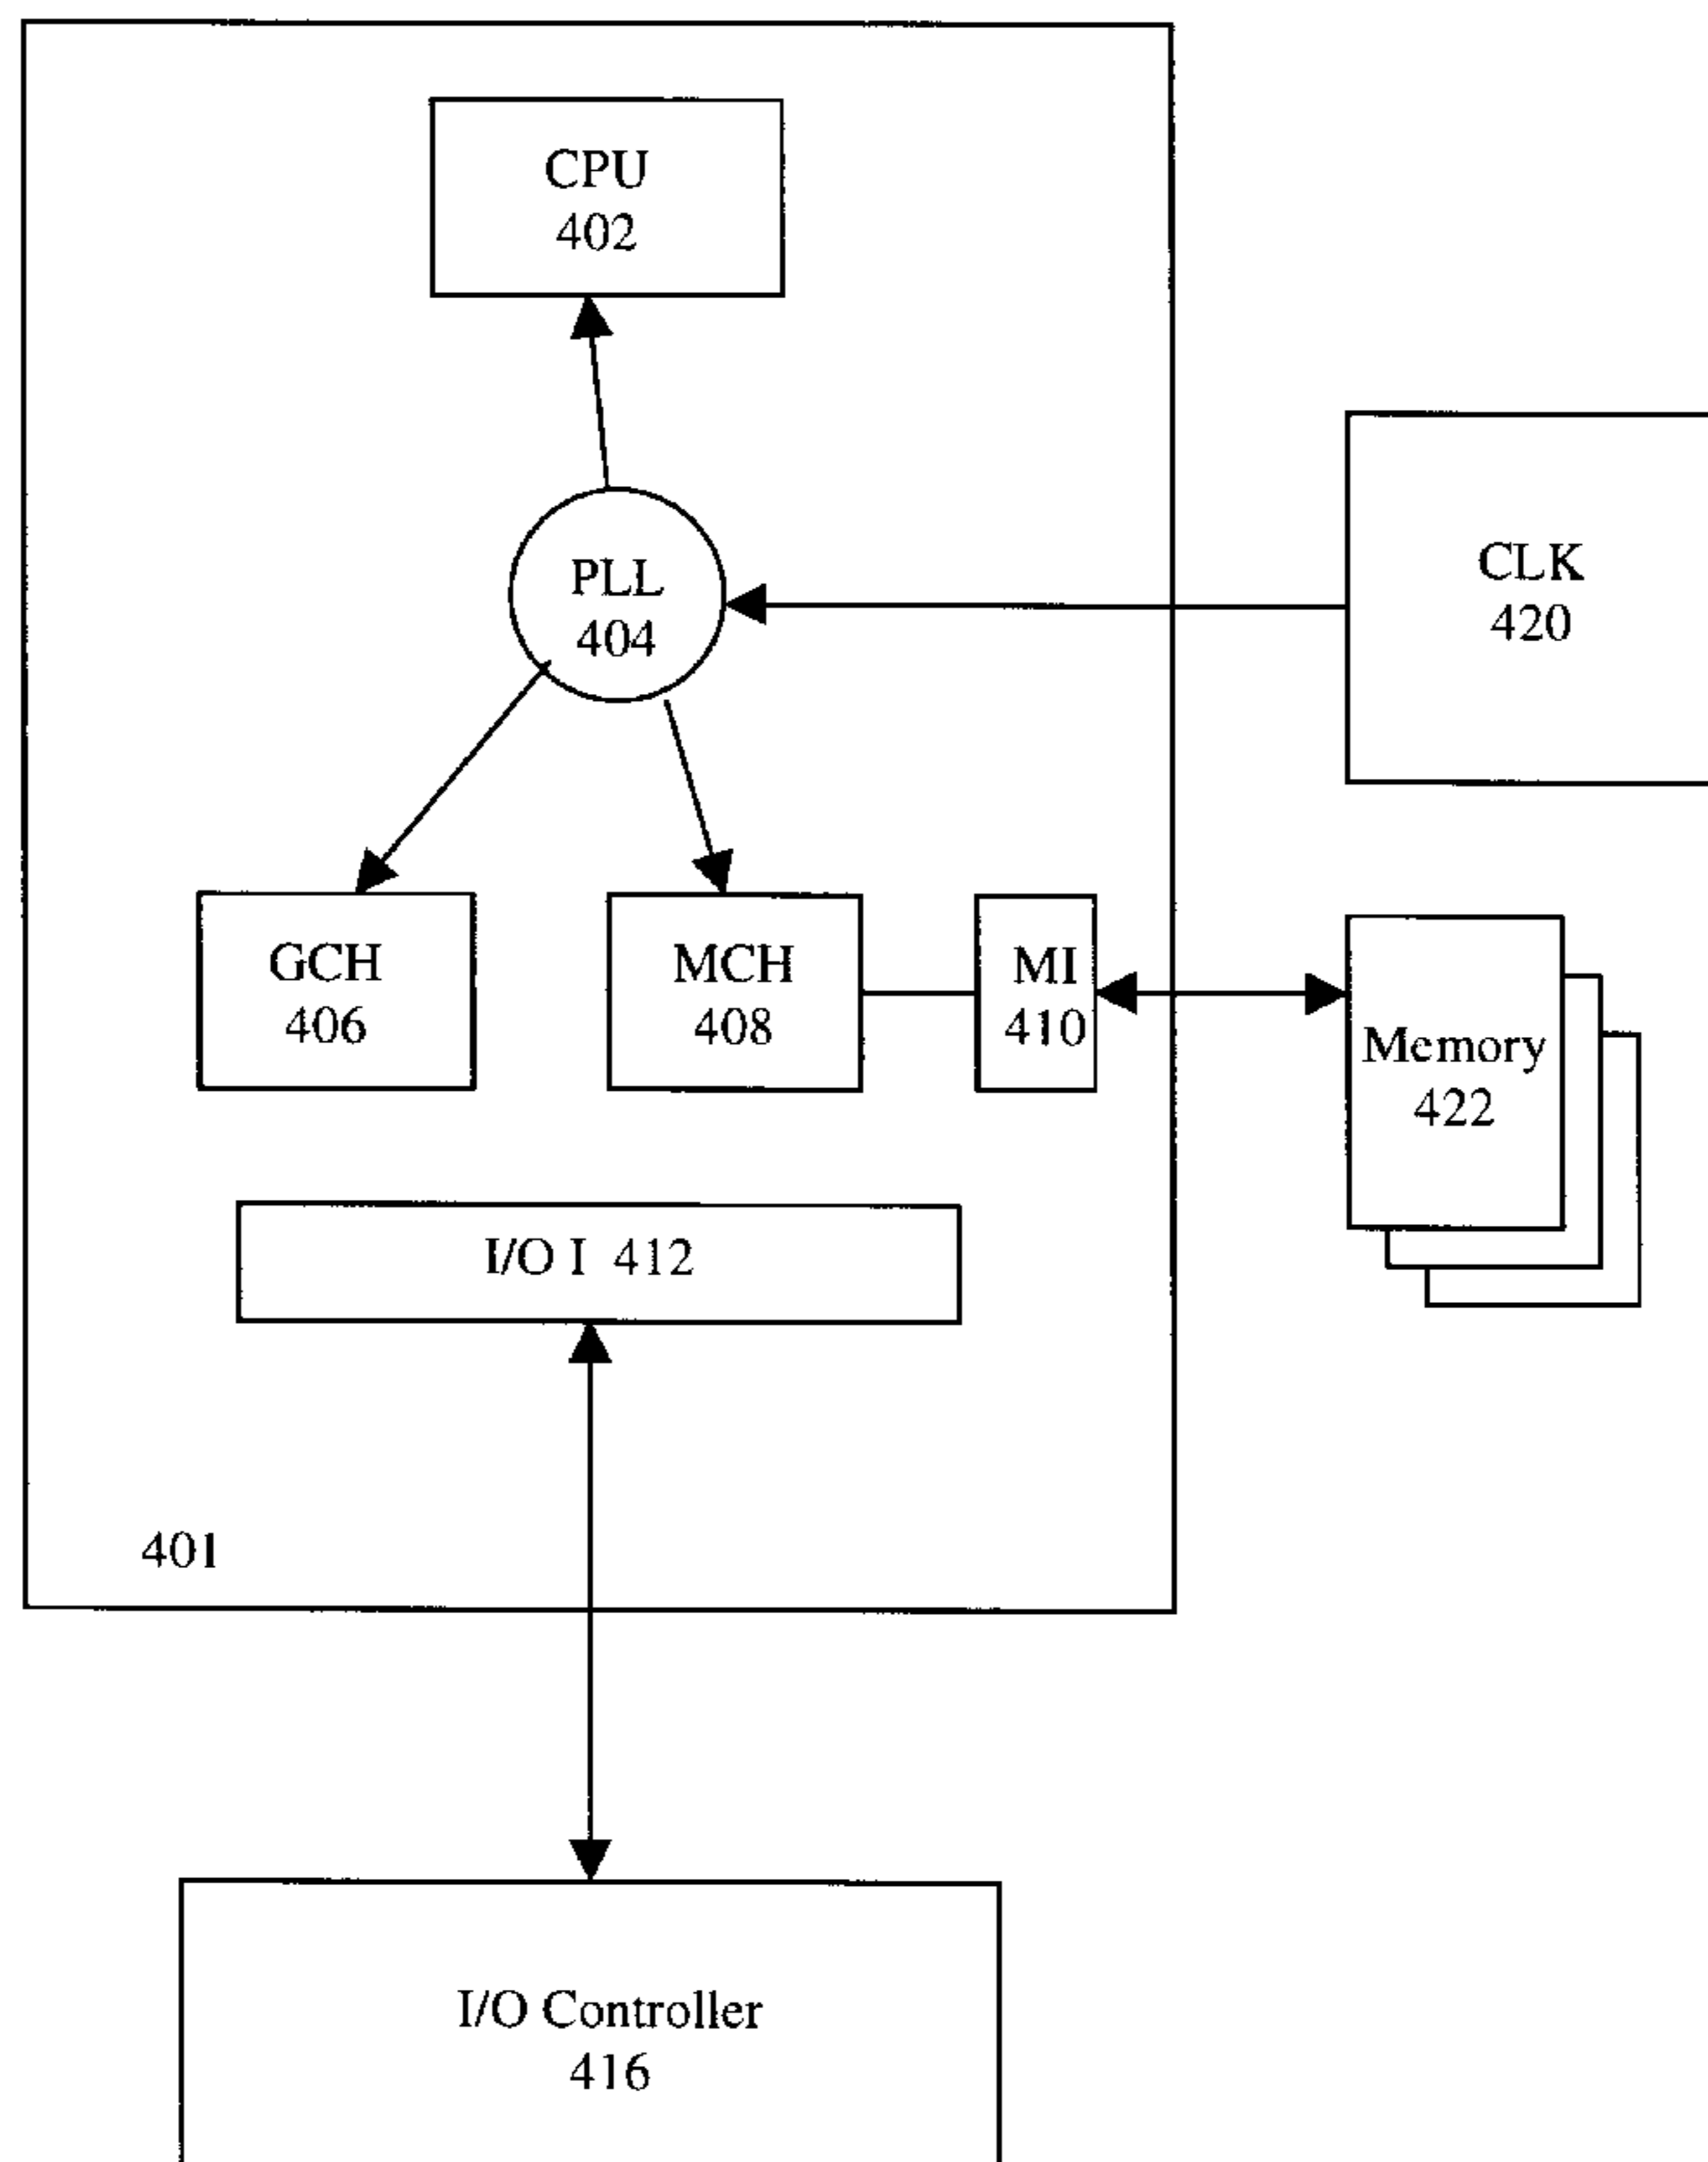 CPU
402
CLK
420
PLL
404
GCH
406
MCH
408
MI
410
Memory
422
I/O I 412
401
I/O Controller
416